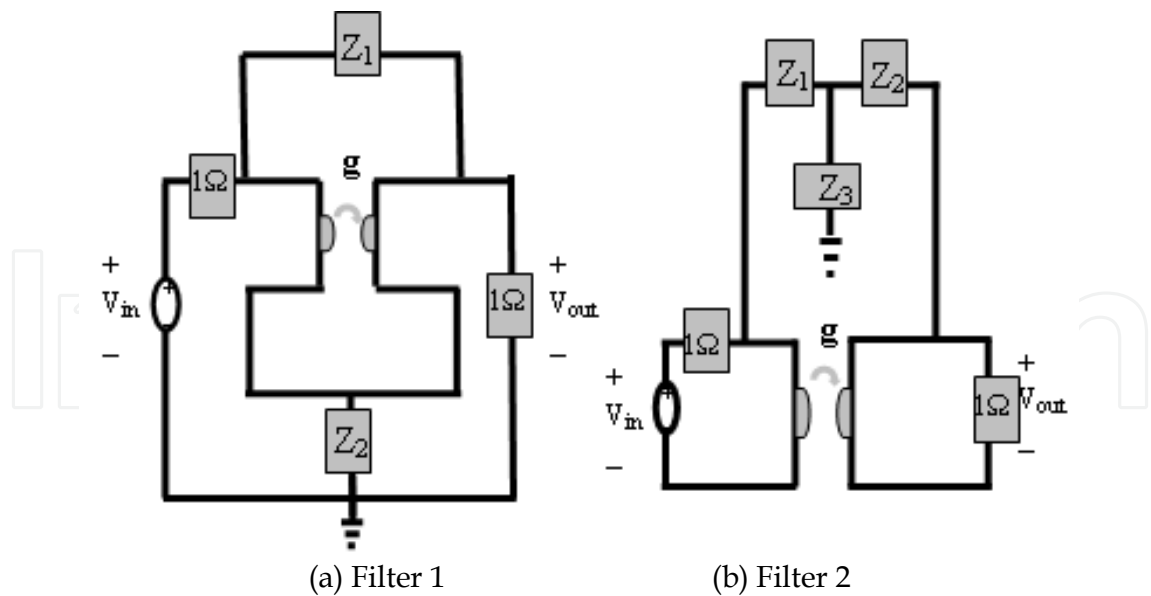 Z1
g
1Ω
+
Vin
–
1Ω
+
Vout
–
Z2
(a) Filter 1
Z1
Z2
Z3
g
1Ω
+
Vin
–
1Ω
+
Vout
–
(b) Filter 2